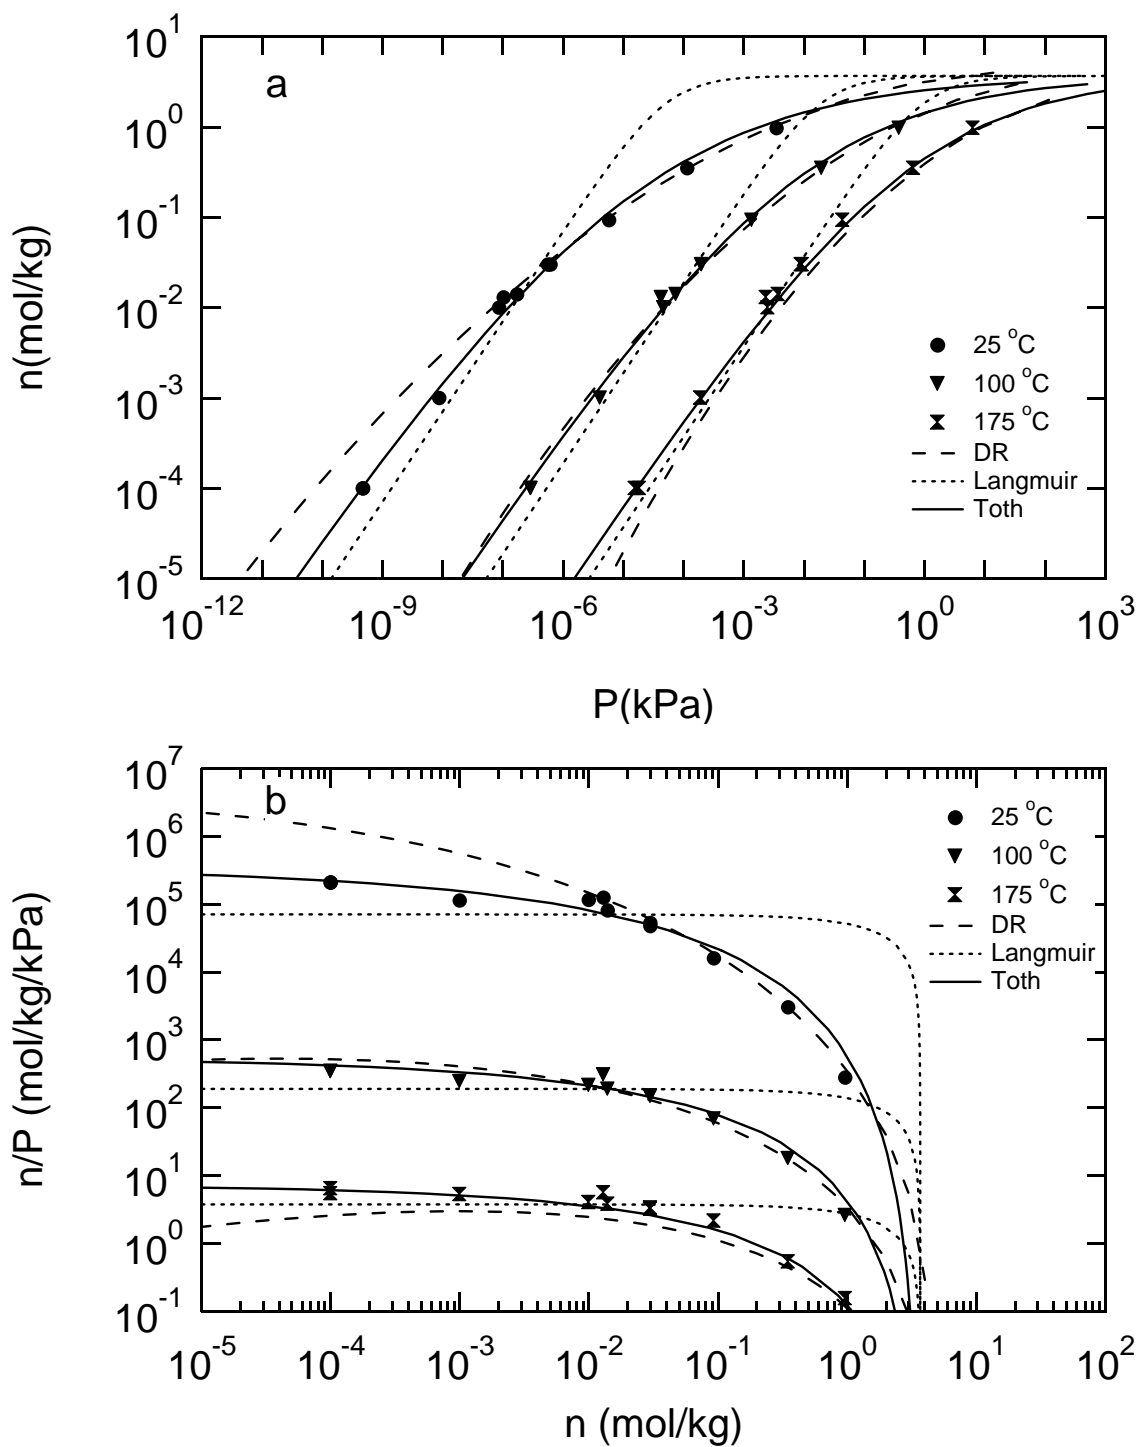 10^1
a
10^0
10^-1
n(mol/kg)
10^-2
10^-3
10^-4
10^-5
25 °C
100 °C
175 °C
DR
Langmuir
Toth
10^-12 10^-9 10^-6 10^-3 10^0 10^3
P(kPa)
10^7
b
10^6
10^5
10^4
n/P (mol/kg/kPa)
10^3
10^2
10^1
10^0
10^-1
25 °C
100 °C
175 °C
DR
Langmuir
Toth
10^-5 10^-4 10^-3 10^-2 10^-1 10^0 10^1 10^2
n (mol/kg)